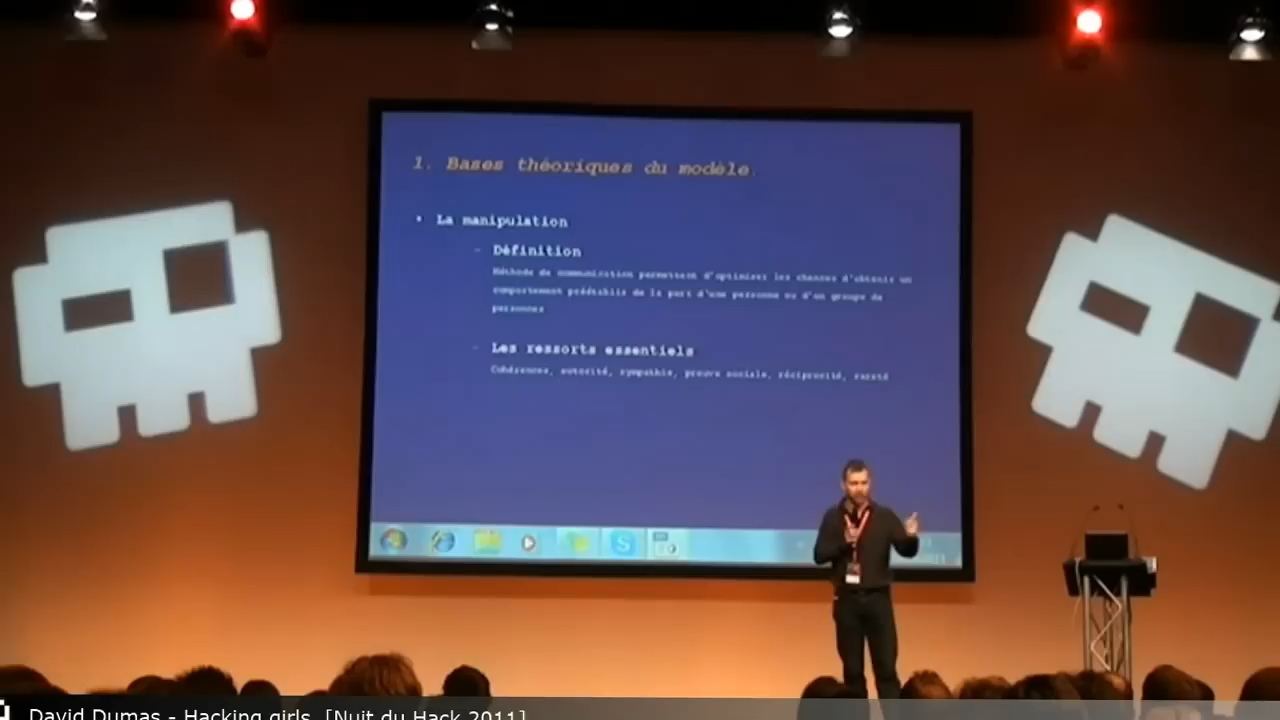 1. Bases théoriques du modèle.
• La manipulation
- Définition
Méthode de communication permettant d'optimiser les chances d'obtenir un
comportement préétablis de la part d'une personne ou d'un groupe de
personnes
- Les ressorts essentiels
Cohérences, autorité, sympathie, preuve sociale, réciprocité, rareté
David Dumas - Hacking girls [Nuit du Hack 2011]